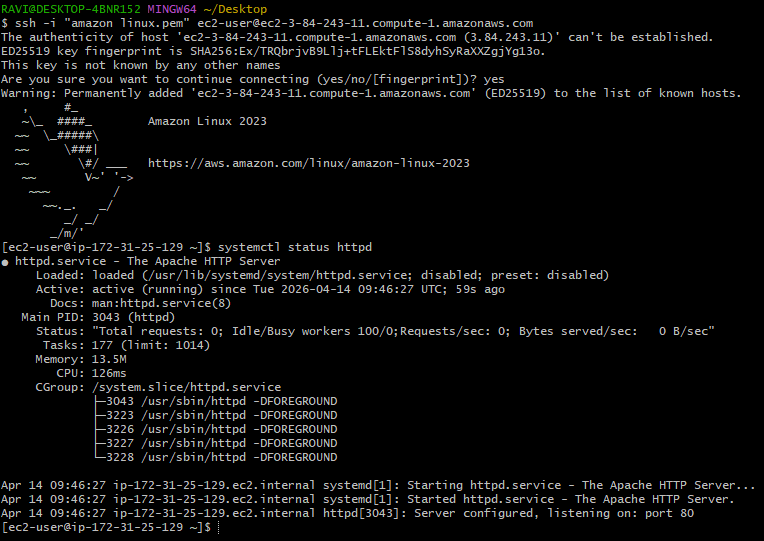 RAVI@DESKTOP-4BNR152 MINGW64 ~/Desktop
$ ssh -i "amazon linux.pem" ec2-user@ec2-3-84-243-11.compute-1.amazonaws.com
The authenticity of host 'ec2-3-84-243-11.compute-1.amazonaws.com (3.84.243.11)' can't be established.
ED25519 key fingerprint is SHA256:Ex/TRQbrjvB9Llj+tFLEktFlS8dyhSyRaXXZgjYg13o.
This key is not known by any other names
Are you sure you want to continue connecting (yes/no/[fingerprint])? yes
Warning: Permanently added 'ec2-3-84-243-11.compute-1.amazonaws.com' (ED25519) to the list of known hosts.
   ,     #_
   ~\_  ####_        Amazon Linux 2023
  ~~  \_#####\
  ~~     \###|
  ~~       \#/ ___   https://aws.amazon.com/linux/amazon-linux-2023
   ~~       V~' '->
    ~~~         /
      ~~._.   _/
         _/ _/
       _/m/'
[ec2-user@ip-172-31-25-129 ~]$ systemctl status httpd
● httpd.service - The Apache HTTP Server
     Loaded: loaded (/usr/lib/systemd/system/httpd.service; disabled; preset: disabled)
     Active: active (running) since Tue 2026-04-14 09:46:27 UTC; 59s ago
       Docs: man:httpd.service(8)
   Main PID: 3043 (httpd)
     Status: "Total requests: 0; Idle/Busy workers 100/0;Requests/sec: 0; Bytes served/sec:   0 B/sec"
      Tasks: 177 (limit: 1014)
     Memory: 13.5M
        CPU: 126ms
     CGroup: /system.slice/httpd.service
             ├─3043 /usr/sbin/httpd -DFOREGROUND
             ├─3223 /usr/sbin/httpd -DFOREGROUND
             ├─3226 /usr/sbin/httpd -DFOREGROUND
             ├─3227 /usr/sbin/httpd -DFOREGROUND
             └─3228 /usr/sbin/httpd -DFOREGROUND

Apr 14 09:46:27 ip-172-31-25-129.ec2.internal systemd[1]: Starting httpd.service - The Apache HTTP Server...
Apr 14 09:46:27 ip-172-31-25-129.ec2.internal systemd[1]: Started httpd.service - The Apache HTTP Server.
Apr 14 09:46:27 ip-172-31-25-129.ec2.internal httpd[3043]: Server configured, listening on: port 80
[ec2-user@ip-172-31-25-129 ~]$